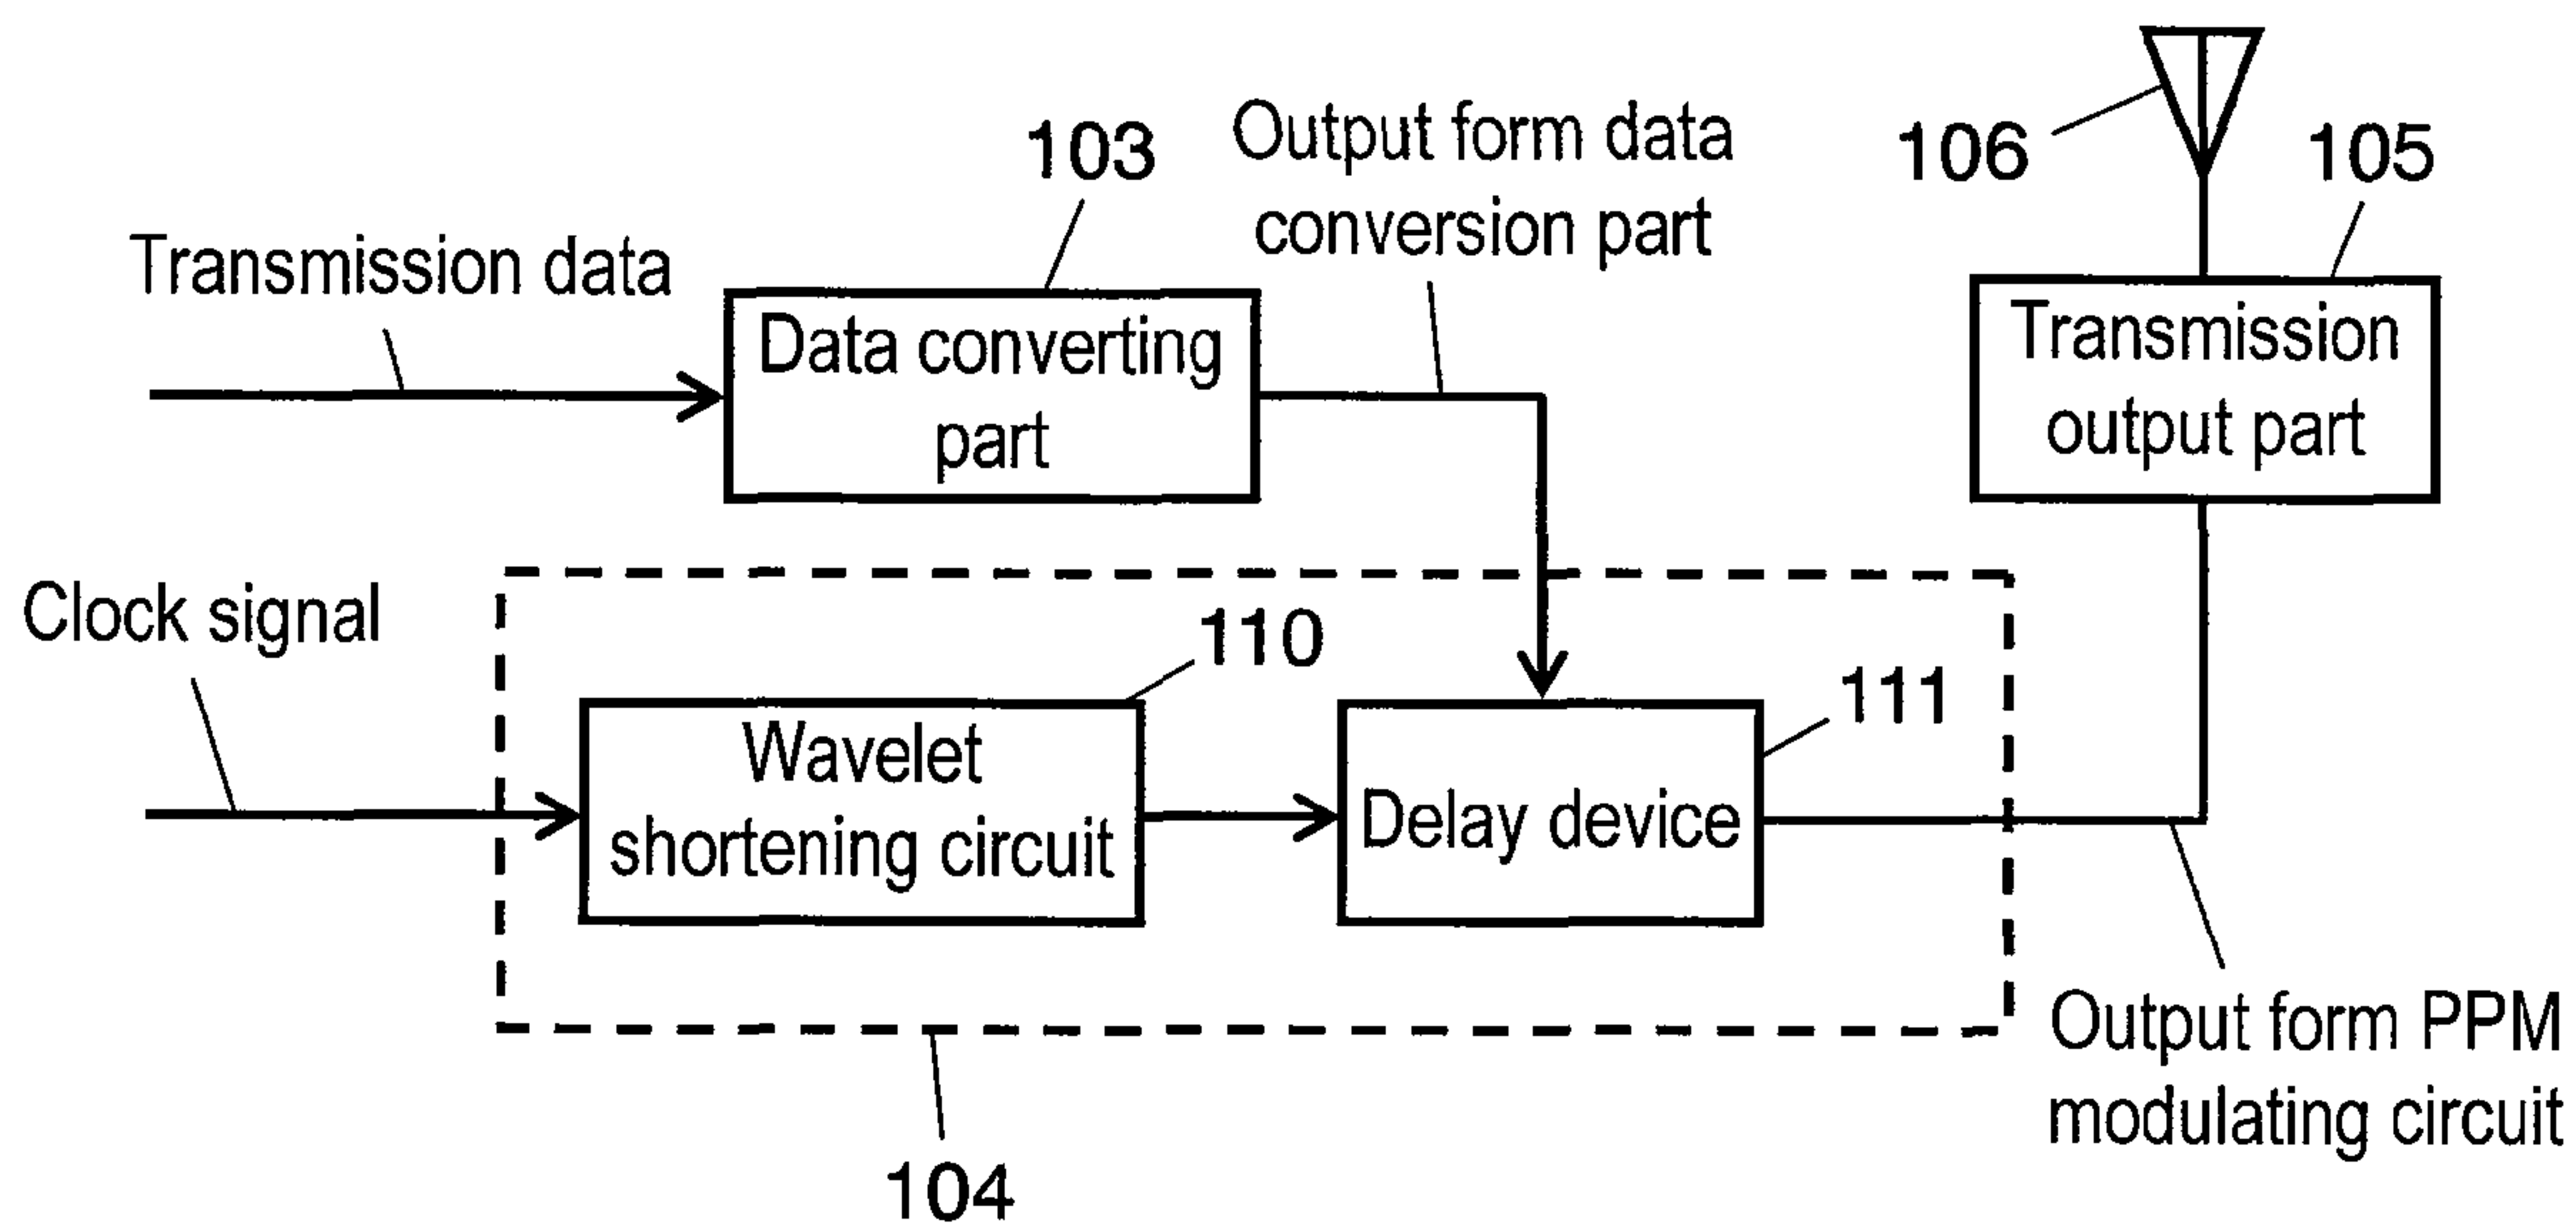 106
105
103
Output form data
conversion part
Transmission data
Data converting
part
Transmission
output part
Clock signal
110
111
Wavelet
shortening circuit
Delay device
Output form PPM
modulating circuit
104